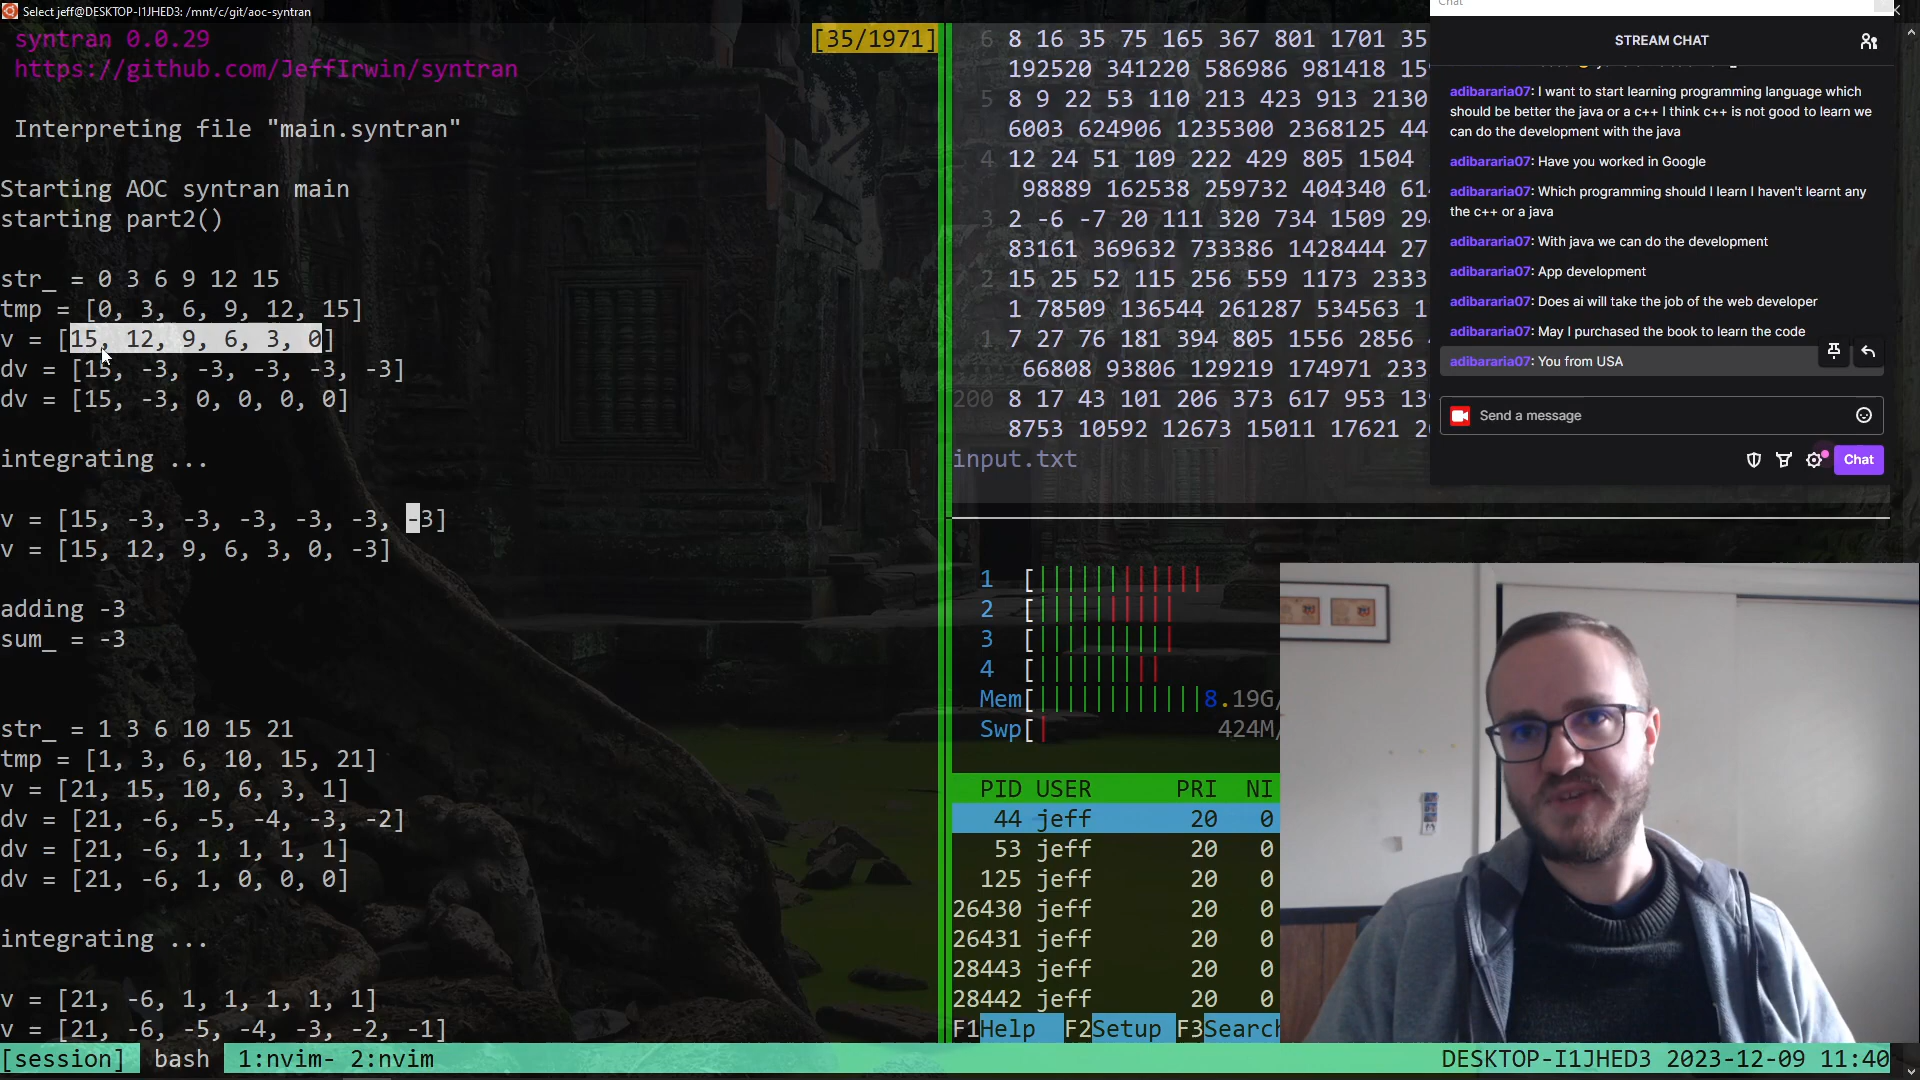 Select jeff@DESKTOP-I1JHED3: /mnt/c/git/aoc-syntran
syntran 0.0.29
[35/1971]
https://github.com/JeffIrwin/syntran
Interpreting file "main.syntran"
Starting AOC syntran main
starting part2()
str_ = 0 3 6 9 12 15
tmp = [0, 3, 6, 9, 12, 15]
v = [15, 12, 9, 6, 3, 0]
dv = [15, -3, -3, -3, -3, -3]
dv = [15, -3, 0, 0, 0, 0]
integrating ...
v = [15, -3, -3, -3, -3, -3, -3]
v = [15, 12, 9, 6, 3, 0, -3]
adding -3
sum_ = -3
str_ = 1 3 6 10 15 21
tmp = [1, 3, 6, 10, 15, 21]
v = [21, 15, 10, 6, 3, 1]
dv = [21, -6, -5, -4, -3, -2]
dv = [21, -6, 1, 1, 1, 1]
dv = [21, -6, 1, 0, 0, 0]
integrating ...
v = [21, -6, 1, 1, 1, 1, 1]
v = [21, -6, -5, -4, -3, -2, -1]
6 8 16 35 75 165 367 801 1701 35
192520 341220 586986 981418 15
5 8 9 22 53 110 213 423 913 2130
6003 624906 1235300 2368125 44
4 12 24 51 109 222 429 805 1504
98889 162538 259732 404340 61
3 2 -6 -7 20 111 320 734 1509 29
83161 369632 733386 1428444 27
2 15 25 52 115 256 559 1173 2333
1 78509 136544 261287 534563 1
1 7 27 76 181 394 805 1556 2856
66808 93806 129219 174971 233
200 8 17 43 101 206 373 617 953 13
8753 10592 12673 15011 17621 2
input.txt
1 [
2 [
3 [
4 [
Mem[ 8.19G/
Swp[ 424M/
PID USER PRI NI
44 jeff 20 0
53 jeff 20 0
125 jeff 20 0
26430 jeff 20 0
26431 jeff 20 0
28443 jeff 20 0
28442 jeff 20 0
F1Help F2Setup F3Search
Chat
STREAM CHAT
adibararia07: I want to start learning programming language which
should be better the java or a c++ I think c++ is not good to learn we
can do the development with the java
adibararia07: Have you worked in Google
adibararia07: Which programming should I learn I haven't learnt any
the c++ or a java
adibararia07: With java we can do the development
adibararia07: App development
adibararia07: Does ai will take the job of the web developer
adibararia07: May I purchased the book to learn the code
adibararia07: You from USA
Send a message
Chat
[session] bash 1:nvim- 2:nvim
DESKTOP-I1JHED3 2023-12-09 11:40